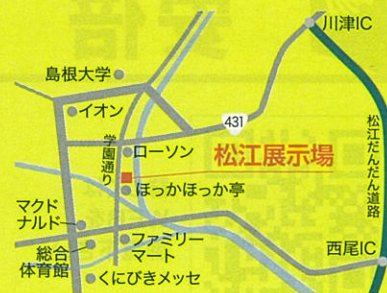 川津IC
島根大学
イオン
431
学園通り
ローソン
松江展示場
松江だんだん道路
ほっかほっか亭
マクド
ナルド
ファミリー
マート
西尾IC
総合
体育館
くにびきメッセ